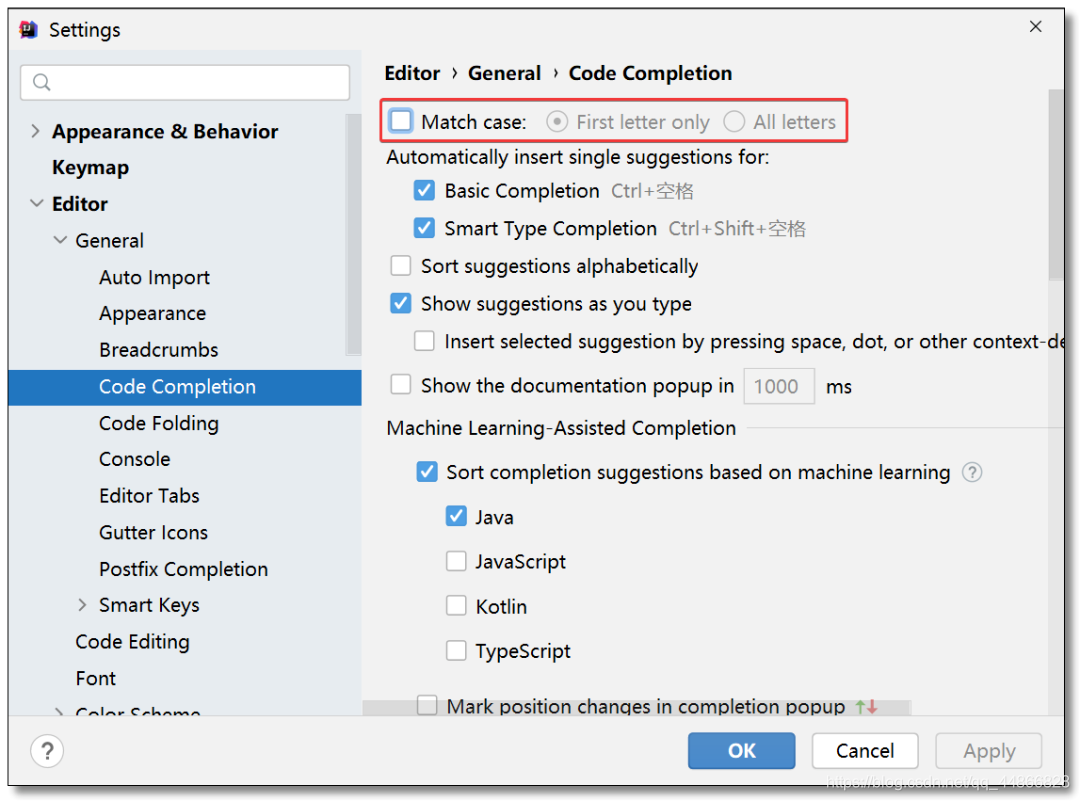 Settings
Appearance & Behavior
Keymap
Editor
General
Auto Import
Appearance
Breadcrumbs
Code Completion
Code Folding
Console
Editor Tabs
Gutter Icons
Postfix Completion
Smart Keys
Code Editing
Font
Color Scheme
Editor › General › Code Completion
Match case: First letter only All letters
Automatically insert single suggestions for:
Basic Completion Ctrl+空格
Smart Type Completion Ctrl+Shift+空格
Sort suggestions alphabetically
Show suggestions as you type
Insert selected suggestion by pressing space, dot, or other context-de
Show the documentation popup in 1000 ms
Machine Learning-Assisted Completion
Sort completion suggestions based on machine learning ?
Java
JavaScript
Kotlin
TypeScript
Mark position changes in completion popup ↑↓
? OK Cancel Apply
https://blog.csdn.net/qq_44866828